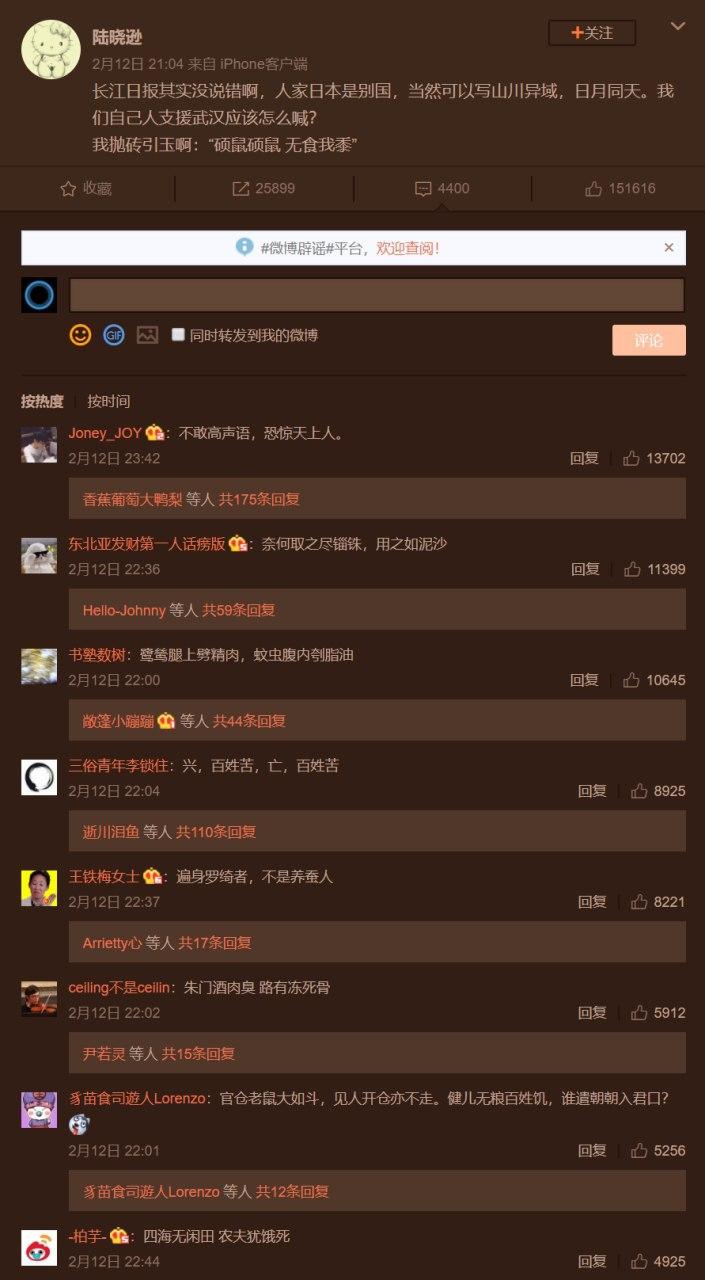 陆晓逊
+关注
2月12日 21:04 来自 iPhone客户端
长江日报其实没说错啊，人家日本是别国，当然可以写山川异域，日月同天。我
们自己人支援武汉应该怎么喊？
我抛砖引玉啊：“硕鼠硕鼠 无食我黍”
收藏 25899 4400 151616
#微博辟谣#平台，欢迎查阅！ ×
GIF 同时转发到我的微博 评论
按热度 按时间
Joney_JOY：不敢高声语，恐惊天上人。
2月12日 23:42 回复 13702
香蕉葡萄大鸭梨 等人 共175条回复
东北亚发财第一人话痨版：奈何取之尽锱铢，用之如泥沙
2月12日 22:36 回复 11399
Hello-Johnny 等人 共59条回复
书塾数树：鹭鸶腿上劈精肉，蚊虫腹内刳脂油
2月12日 22:00 回复 10645
敞篷小蹦蹦 等人 共44条回复
三俗青年李锁住：兴，百姓苦，亡，百姓苦
2月12日 22:04 回复 8925
逝川泪鱼 等人 共110条回复
王铁梅女士：遍身罗绮者，不是养蚕人
2月12日 22:37 回复 8221
Arrietty心 等人 共17条回复
ceiling不是ceilin：朱门酒肉臭 路有冻死骨
2月12日 22:02 回复 5912
尹若灵 等人 共15条回复
豸苗食司遊人Lorenzo：官仓老鼠大如斗，见人开仓亦不走。健儿无粮百姓饥，谁遣朝朝入君口？
2月12日 22:01 回复 5256
豸苗食司遊人Lorenzo 等人 共12条回复
-柏芋-：四海无闲田 农夫犹饿死
2月12日 22:44 回复 4925